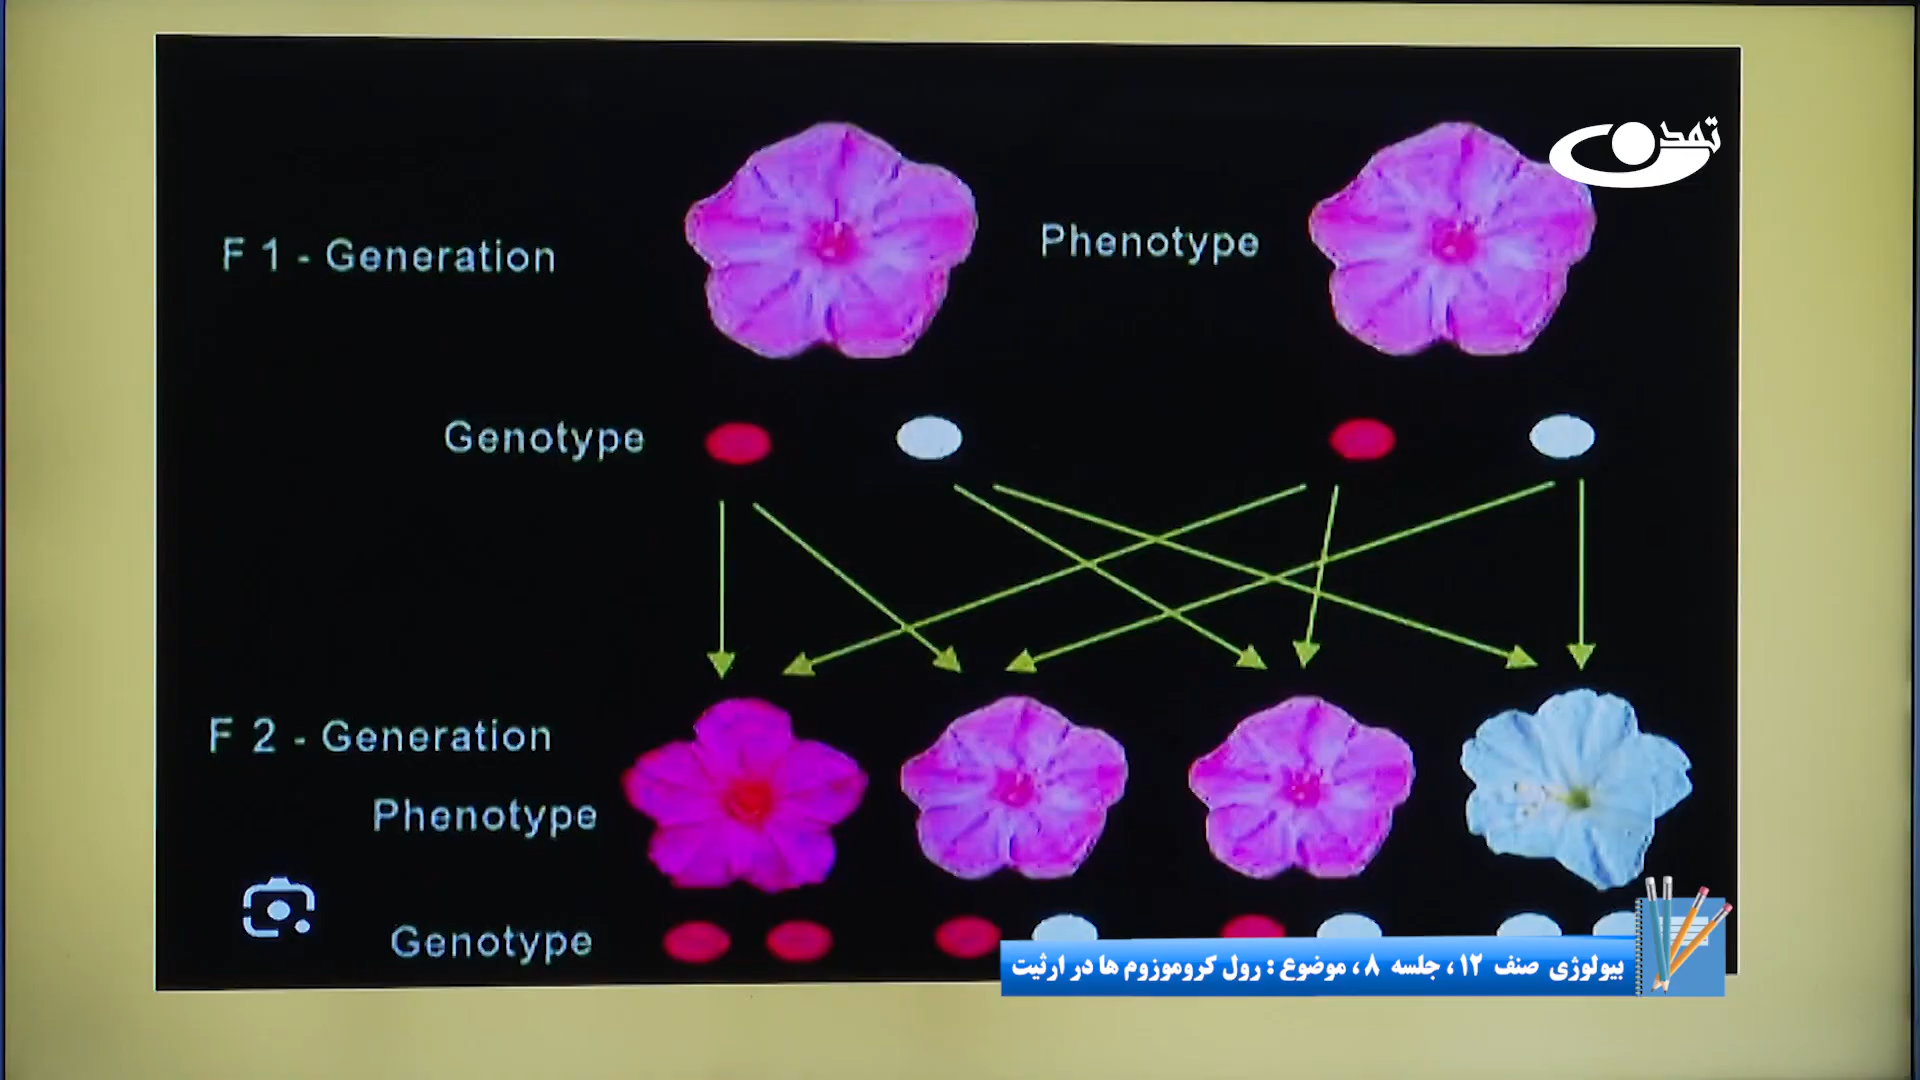 تمدن
F 1 - Generation
Phenotype
Genotype
F 2 - Generation
Phenotype
Genotype
بیولوژی صنف ۱۲، جلسه ۸، موضوع : رول کروموزوم ها در ارثیت